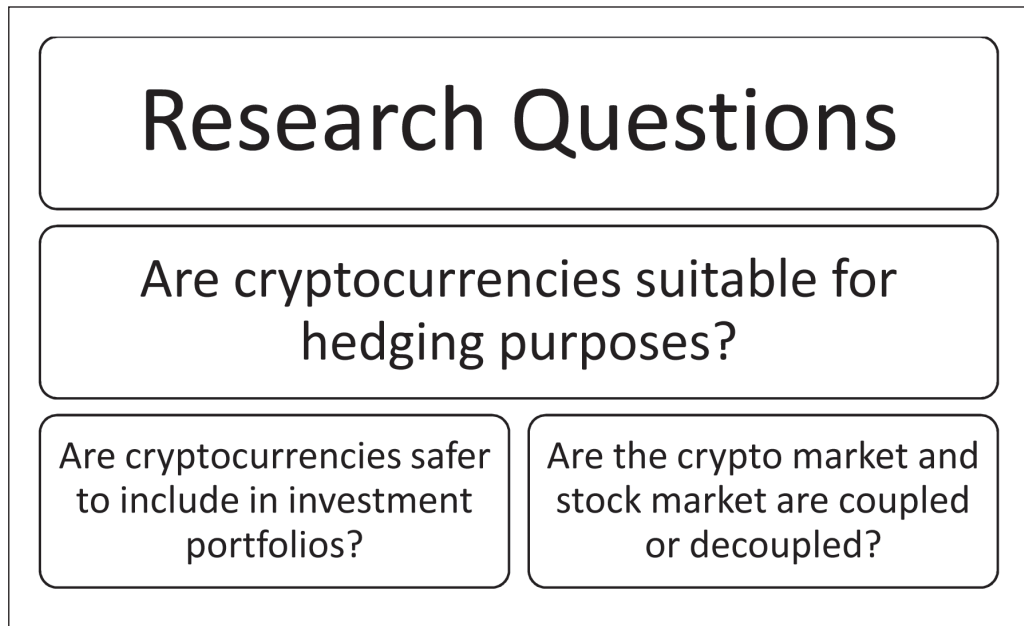 Research Questions
Are cryptocurrencies suitable for
hedging purposes?
Are cryptocurrencies safer
to include in investment
portfolios?
Are the crypto market and
stock market are coupled
or decoupled?